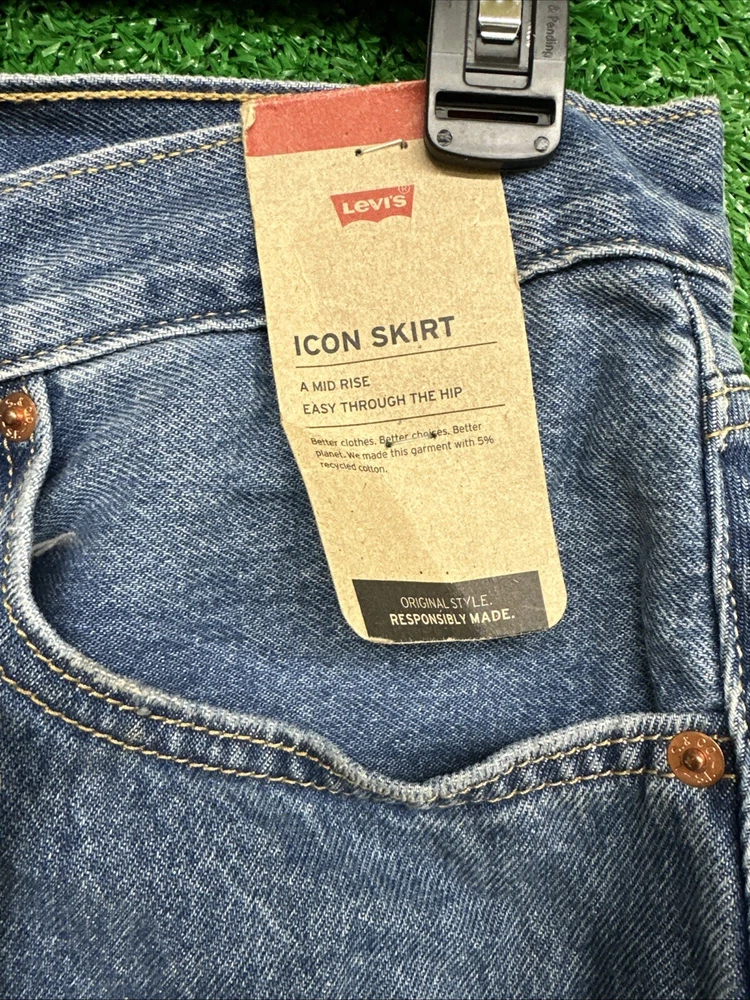 & Pending
LEVI'S®
ICON SKIRT
A MID RISE
EASY THROUGH THE HIP
Better clothes. Better choices. Better
planet. We made this garment with 5%
recycled cotton.
ORIGINAL STYLE.
RESPONSIBLY MADE.